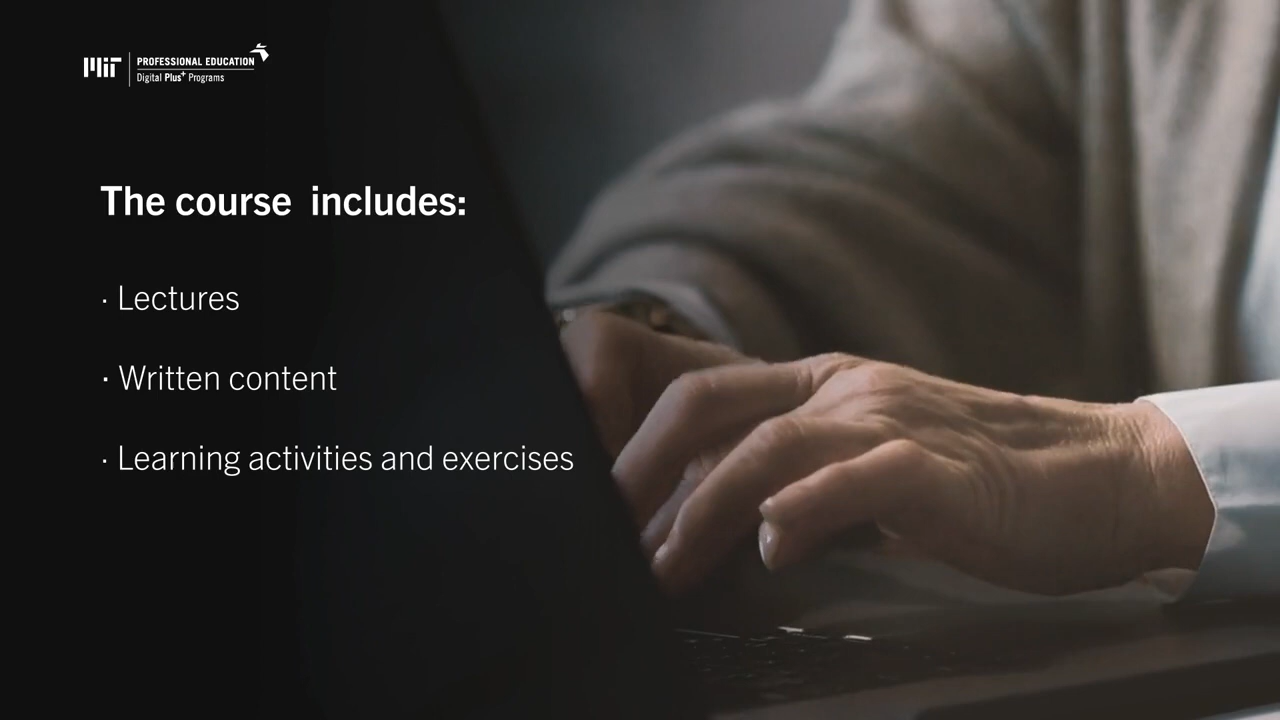 MIT
PROFESSIONAL EDUCATION
Digital Plus+ Programs
The course includes:
· Lectures
· Written content
· Learning activities and exercises